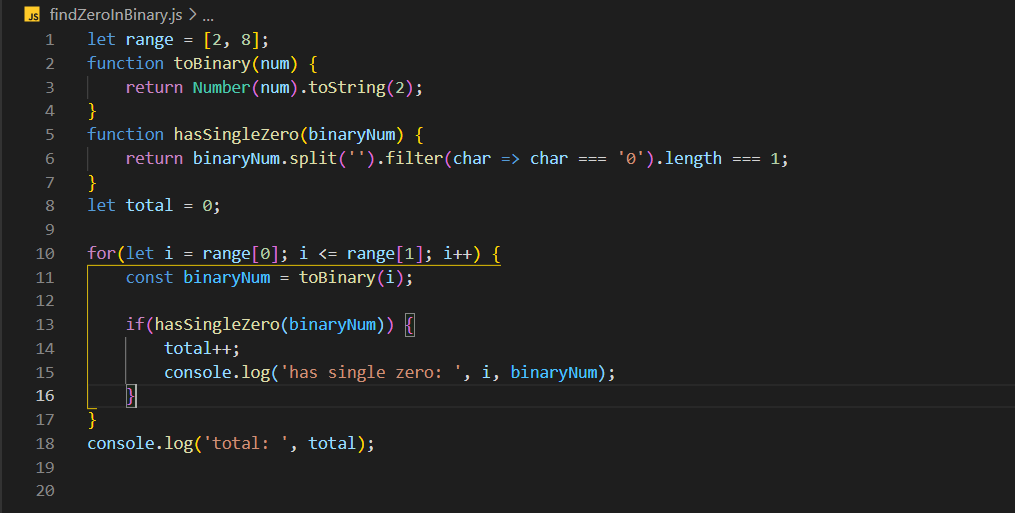 JS findZeroInBinary.js > ...
1 let range = [2, 8];
2 function toBinary(num) {
3     return Number(num).toString(2);
4 }
5 function hasSingleZero(binaryNum) {
6     return binaryNum.split('').filter(char => char === '0').length === 1;
7 }
8 let total = 0;
9
10 for(let i = range[0]; i <= range[1]; i++) {
11     const binaryNum = toBinary(i);
12
13     if(hasSingleZero(binaryNum)) {
14         total++;
15         console.log('has single zero: ', i, binaryNum);
16     }
17 }
18 console.log('total: ', total);
19
20